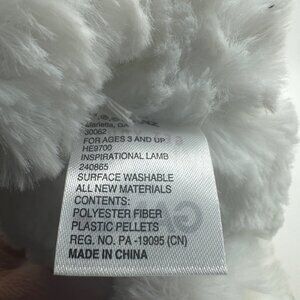 Marietta, GA
30062
FOR AGES 3 AND UP
HE9700
INSPIRATIONAL LAMB
240865
SURFACE WASHABLE
ALL NEW MATERIALS
CONTENTS:
POLYESTER FIBER
PLASTIC PELLETS
REG. NO. PA -19095 (CN)
MADE IN CHINA